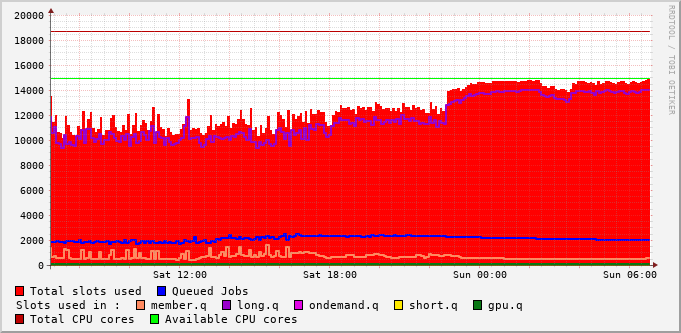 RRDTOOL / TOBI OETIKER
20000
18000
16000
14000
12000
10000
8000
6000
4000
2000
0
Sat 12:00 Sat 18:00 Sun 00:00 Sun 06:00
Total slots used Queued Jobs
Slots used in : member.q long.q ondemand.q short.q gpu.q
Total CPU cores Available CPU cores